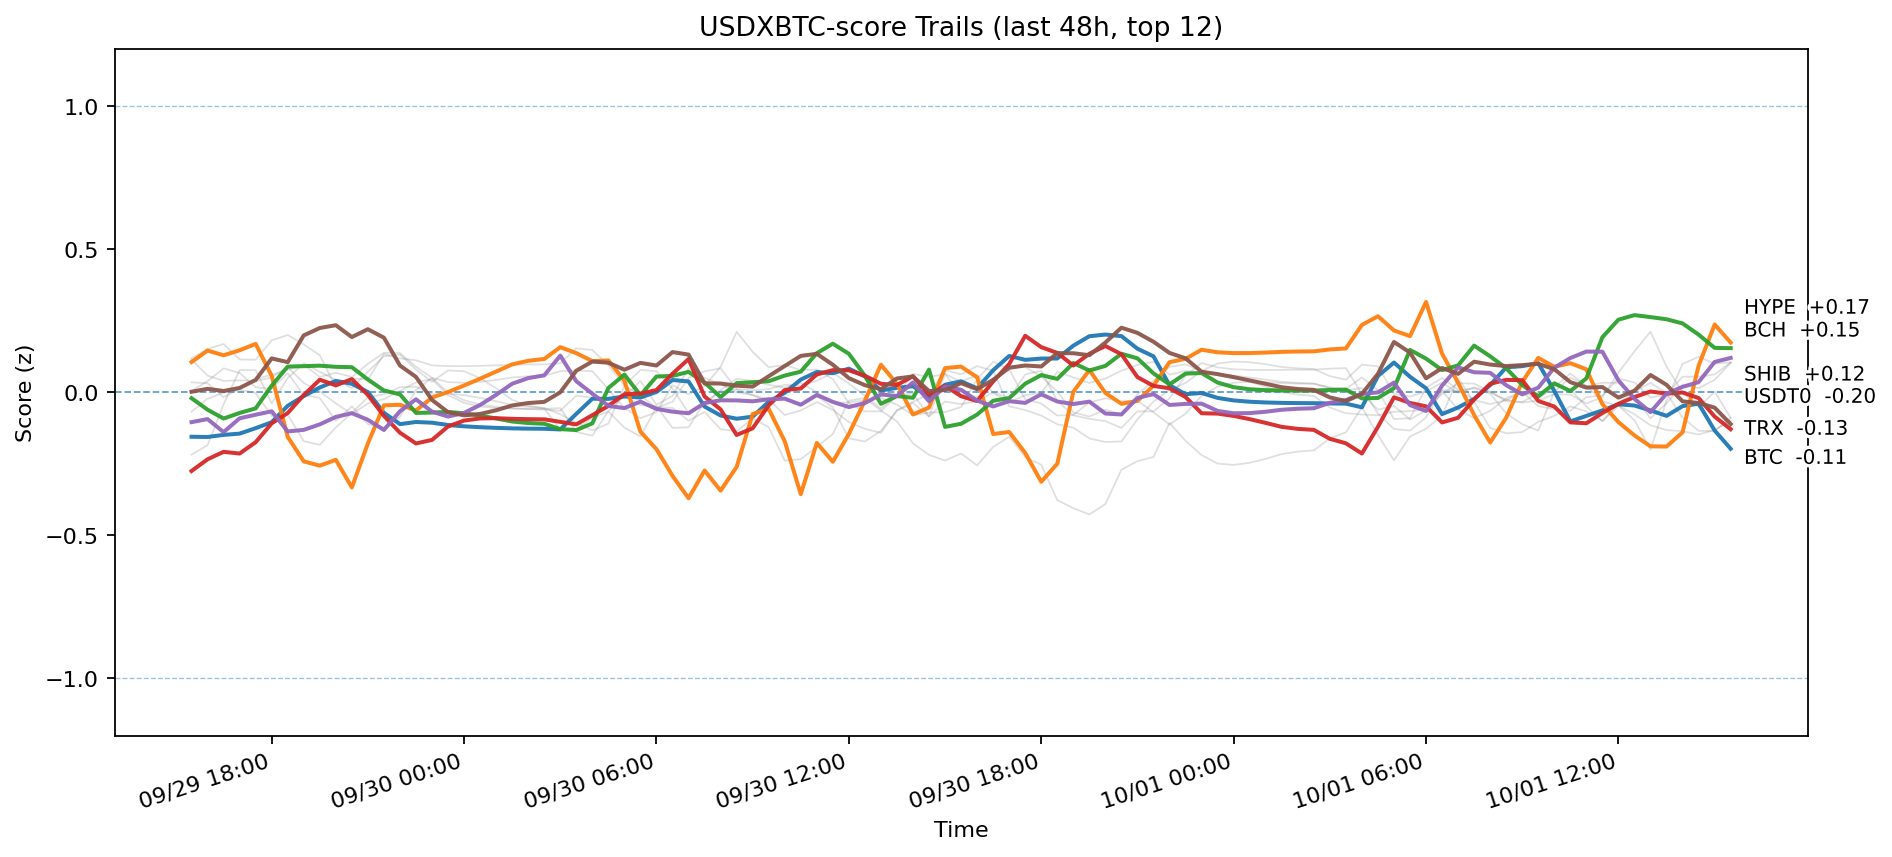 USDXBTC-score Trails (last 48h, top 12)
Score (z)
1.0
0.5
0.0
−0.5
−1.0
HYPE +0.17
BCH +0.15
SHIB +0.12
USDT0 -0.20
TRX -0.13
BTC -0.11
09/29 18:00
09/30 00:00
09/30 06:00
09/30 12:00
09/30 18:00
10/01 00:00
10/01 06:00
10/01 12:00
Time